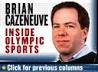 BRIAN
CAZENEUVE
INSIDE
OLYMPIC
SPORTS
Click for previous columns